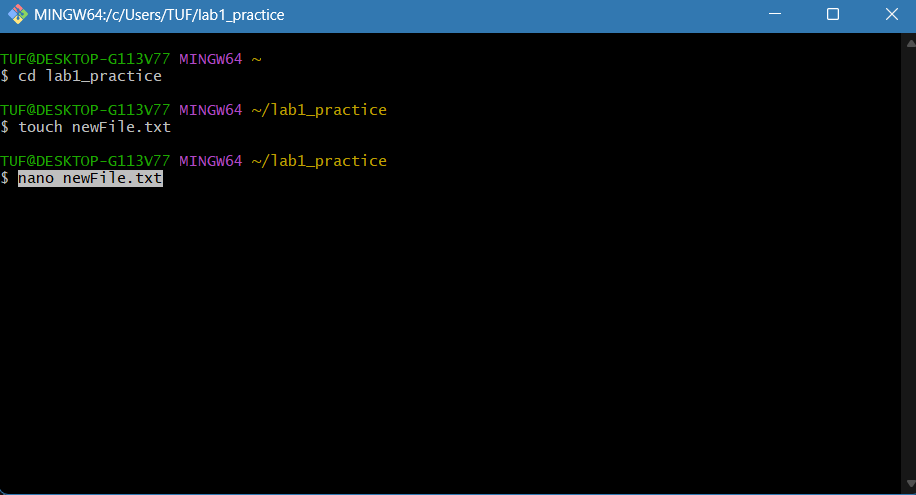 MINGW64:/c/Users/TUF/lab1_practice
TUF@DESKTOP-G113V77 MINGW64 ~
$ cd lab1_practice
TUF@DESKTOP-G113V77 MINGW64 ~/lab1_practice
$ touch newFile.txt
TUF@DESKTOP-G113V77 MINGW64 ~/lab1_practice
$ nano newFile.txt